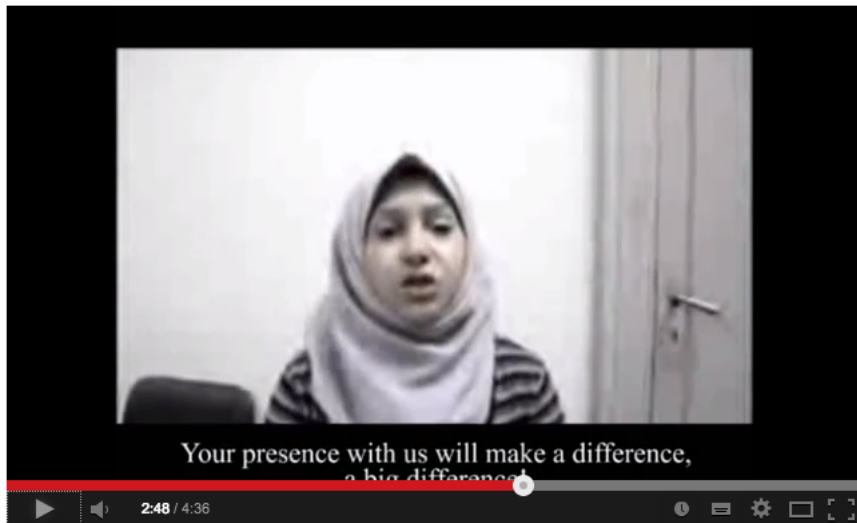 Your presence with us will make a difference,
a big difference!
2:48 / 4:36